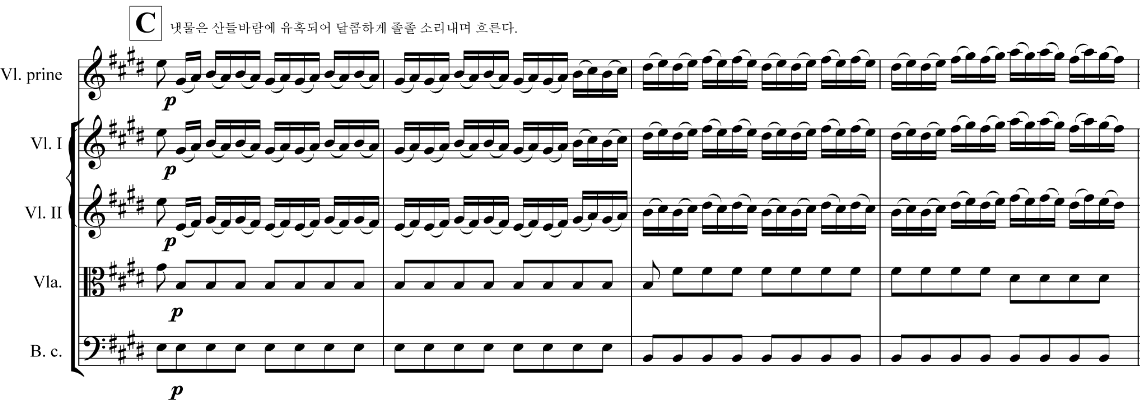 C 냇물은 산들바람에 유혹되어 달콤하게 졸졸 소리내며 흐른다.
Vl. prine
p
Vl. I
p
Vl. II
p
Vla.
p
B. c.
p